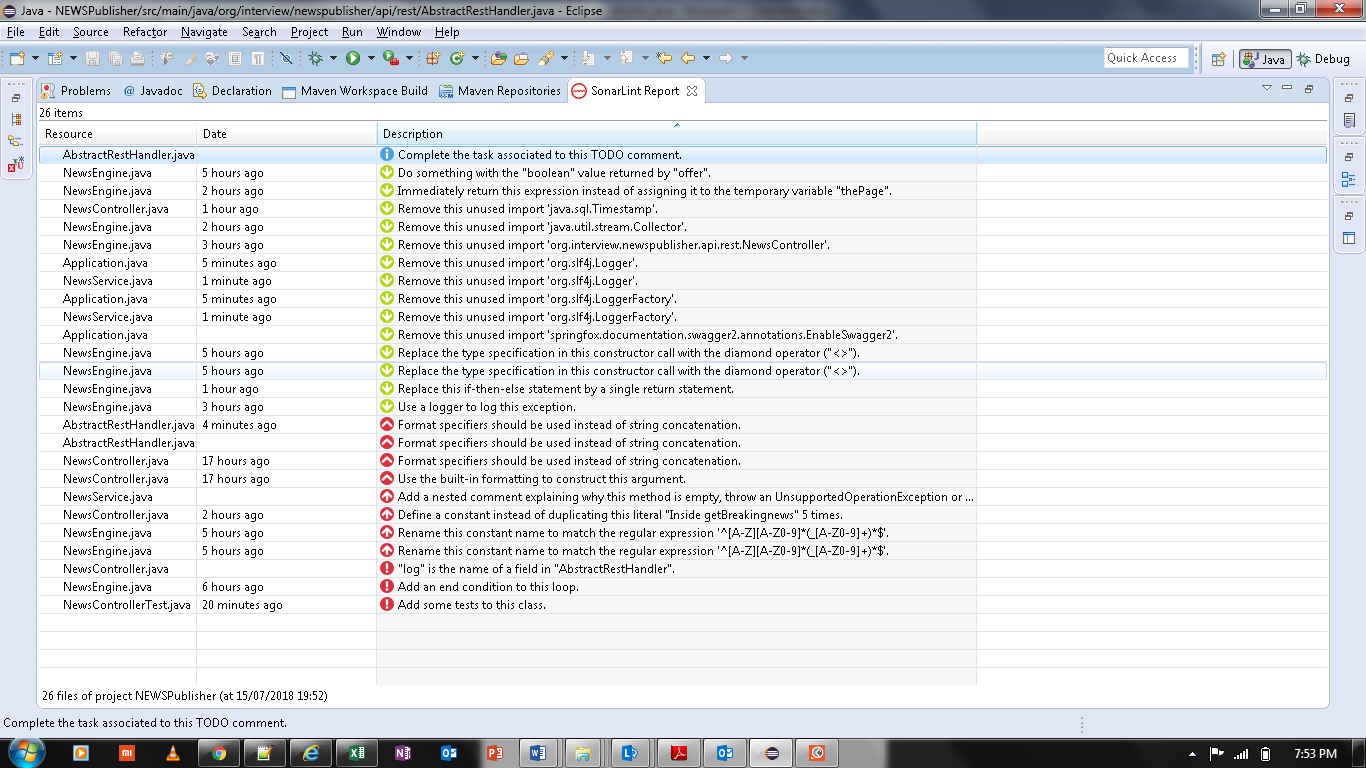 Java - NEWSPublisher/src/main/java/org/interview/newspublisher/api/rest/AbstractRestHandler.java - Eclipse
File Edit Source Refactor Navigate Search Project Run Window Help
Quick Access Java Debug
Problems @ Javadoc Declaration Maven Workspace Build Maven Repositories SonarLint Report
26 items
Resource Date Description
AbstractRestHandler.java Complete the task associated to this TODO comment.
NewsEngine.java 5 hours ago Do something with the "boolean" value returned by "offer".
NewsEngine.java 2 hours ago Immediately return this expression instead of assigning it to the temporary variable "thePage".
NewsController.java 1 hour ago Remove this unused import 'java.sql.Timestamp'.
NewsEngine.java 2 hours ago Remove this unused import 'java.util.stream.Collector'.
NewsEngine.java 3 hours ago Remove this unused import 'org.interview.newspublisher.api.rest.NewsController'.
Application.java 5 minutes ago Remove this unused import 'org.slf4j.Logger'.
NewsService.java 1 minute ago Remove this unused import 'org.slf4j.Logger'.
Application.java 5 minutes ago Remove this unused import 'org.slf4j.LoggerFactory'.
NewsService.java 1 minute ago Remove this unused import 'org.slf4j.LoggerFactory'.
Application.java Remove this unused import 'springfox.documentation.swagger2.annotations.EnableSwagger2'.
NewsEngine.java 5 hours ago Replace the type specification in this constructor call with the diamond operator ("<>").
NewsEngine.java 5 hours ago Replace the type specification in this constructor call with the diamond operator ("<>").
NewsEngine.java 1 hour ago Replace this if-then-else statement by a single return statement.
NewsEngine.java 3 hours ago Use a logger to log this exception.
AbstractRestHandler.java 4 minutes ago Format specifiers should be used instead of string concatenation.
AbstractRestHandler.java Format specifiers should be used instead of string concatenation.
NewsController.java 17 hours ago Format specifiers should be used instead of string concatenation.
NewsController.java 17 hours ago Use the built-in formatting to construct this argument.
NewsService.java Add a nested comment explaining why this method is empty, throw an UnsupportedOperationException or ...
NewsController.java 2 hours ago Define a constant instead of duplicating this literal "Inside getBreakingnews" 5 times.
NewsEngine.java 5 hours ago Rename this constant name to match the regular expression '^[A-Z][A-Z0-9]*(_[A-Z0-9]+)*$'.
NewsEngine.java 5 hours ago Rename this constant name to match the regular expression '^[A-Z][A-Z0-9]*(_[A-Z0-9]+)*$'.
NewsController.java "log" is the name of a field in "AbstractRestHandler".
NewsEngine.java 6 hours ago Add an end condition to this loop.
NewsControllerTest.java 20 minutes ago Add some tests to this class.
26 files of project NEWSPublisher (at 15/07/2018 19:52)
Complete the task associated to this TODO comment.
7:53 PM